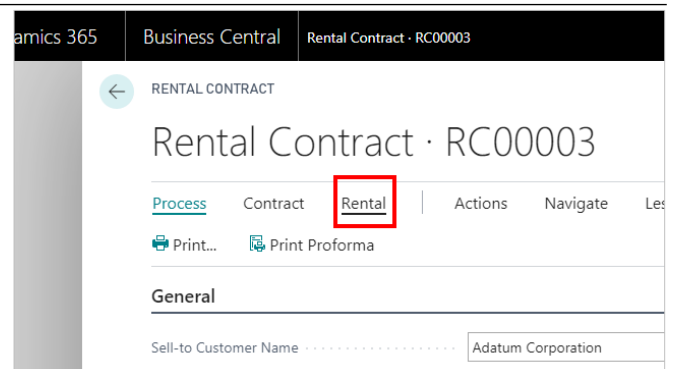 amics 365 Business Central Rental Contract · RC00003
RENTAL CONTRACT
Rental Contract · RC00003
Process Contract Rental Actions Navigate Les
Print... Print Proforma
General
Sell-to Customer Name Adatum Corporation